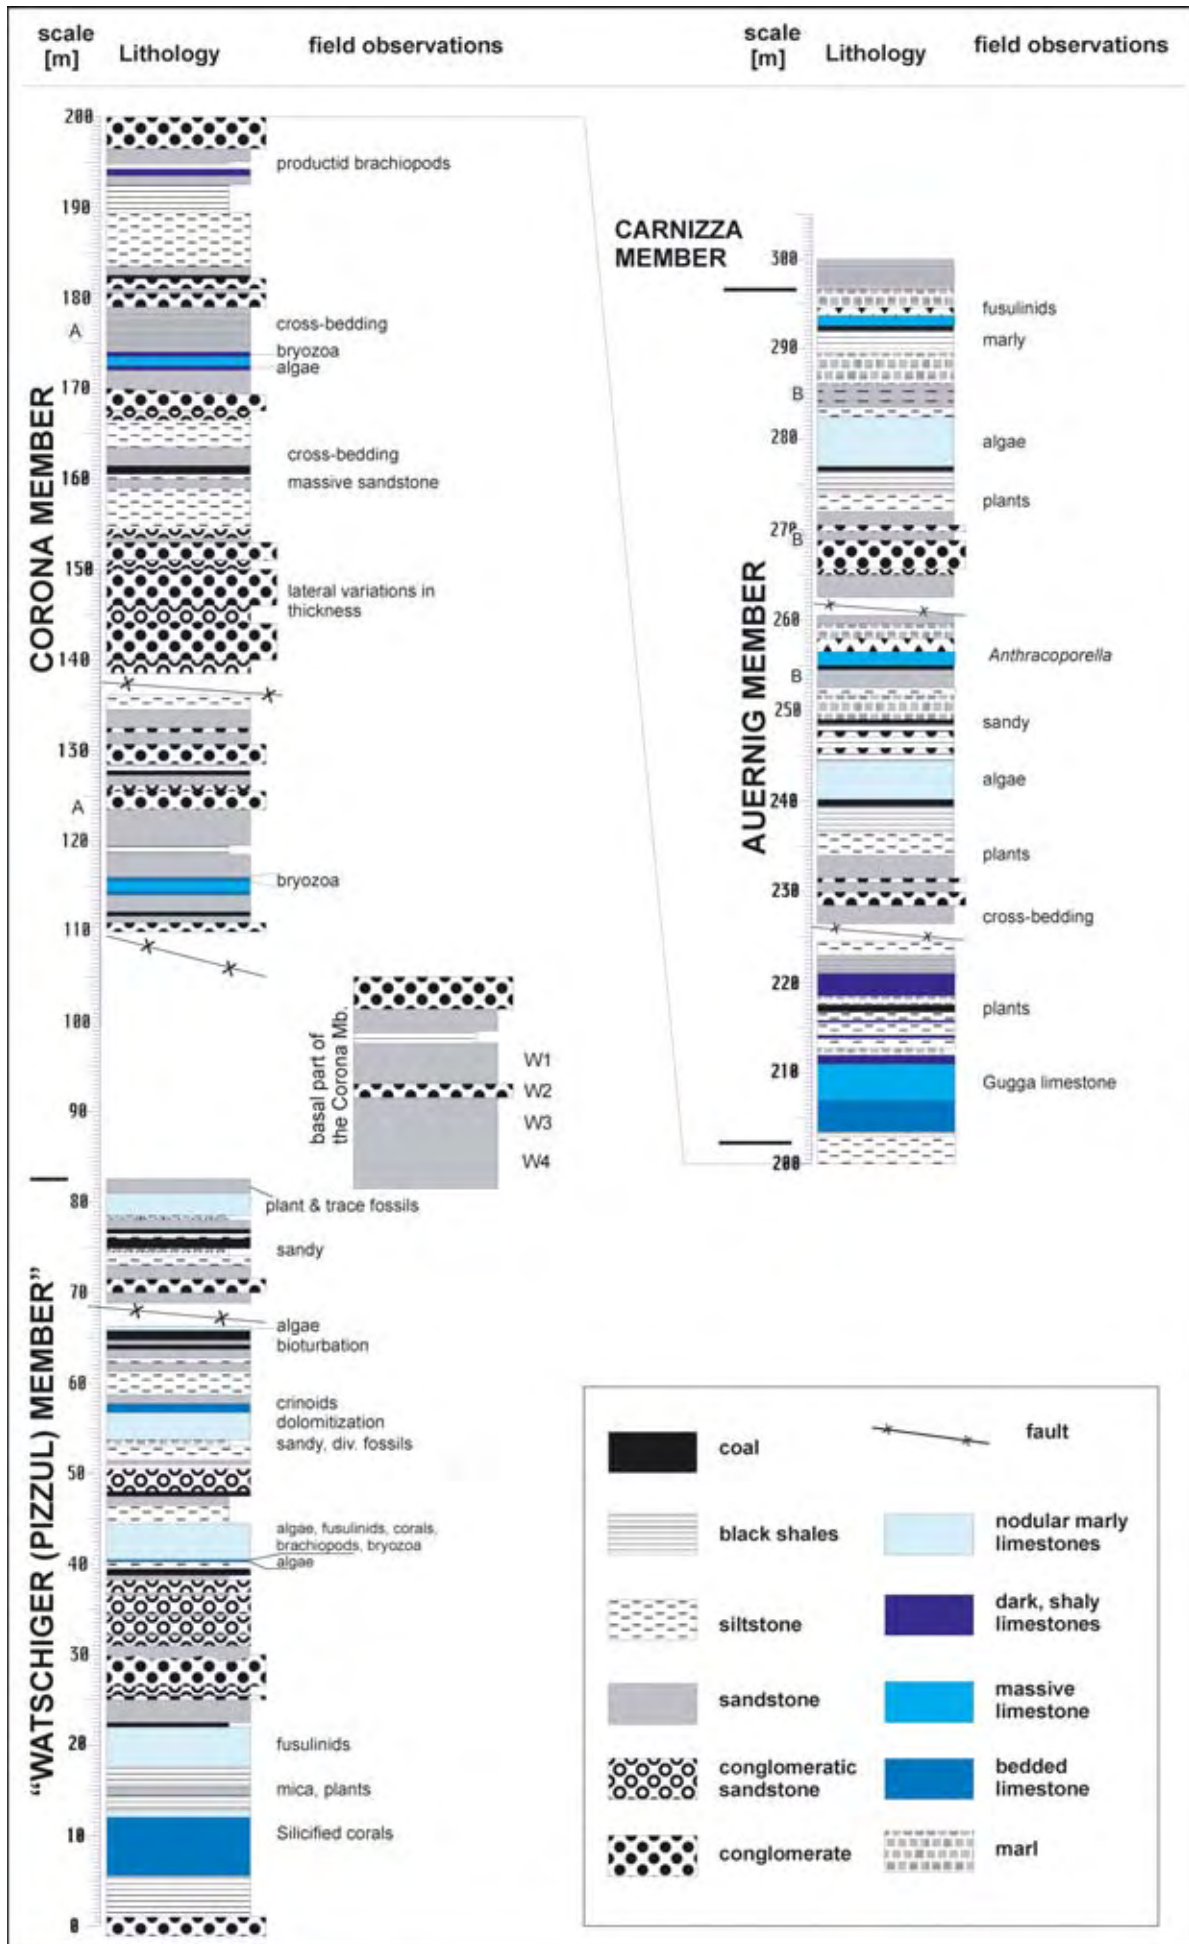 scale
[m]
Lithology
field observations
scale
[m]
Lithology
field observations
CORONA MEMBER
200
190
180
A
170
160
150
140
130
A
120
110
100
90
productid brachiopods
cross-bedding
bryozoa
algae
cross-bedding
massive sandstone
lateral variations in
thickness
bryozoa
basal part of
the Corona Mb.
W1
W2
W3
W4
"WATSCHIGER (PIZZUL) MEMBER"
80
70
60
50
40
30
20
10
0
plant & trace fossils
sandy
algae
bioturbation
crinoids
dolomitization
sandy, div. fossils
algae, fusulinids, corals,
brachiopods, bryozoa
algae
fusulinids
mica, plants
Silicified corals
CARNIZZA
MEMBER
AUERNIG MEMBER
300
290
B
280
270
B
260
B
250
240
230
220
210
200
fusulinids
marly
algae
plants
Anthracoporella
sandy
algae
plants
cross-bedding
plants
Gugga limestone
coal
fault
black shales
nodular marly
limestones
siltstone
dark, shaly
limestones
sandstone
massive
limestone
conglomeratic
sandstone
bedded
limestone
conglomerate
marl